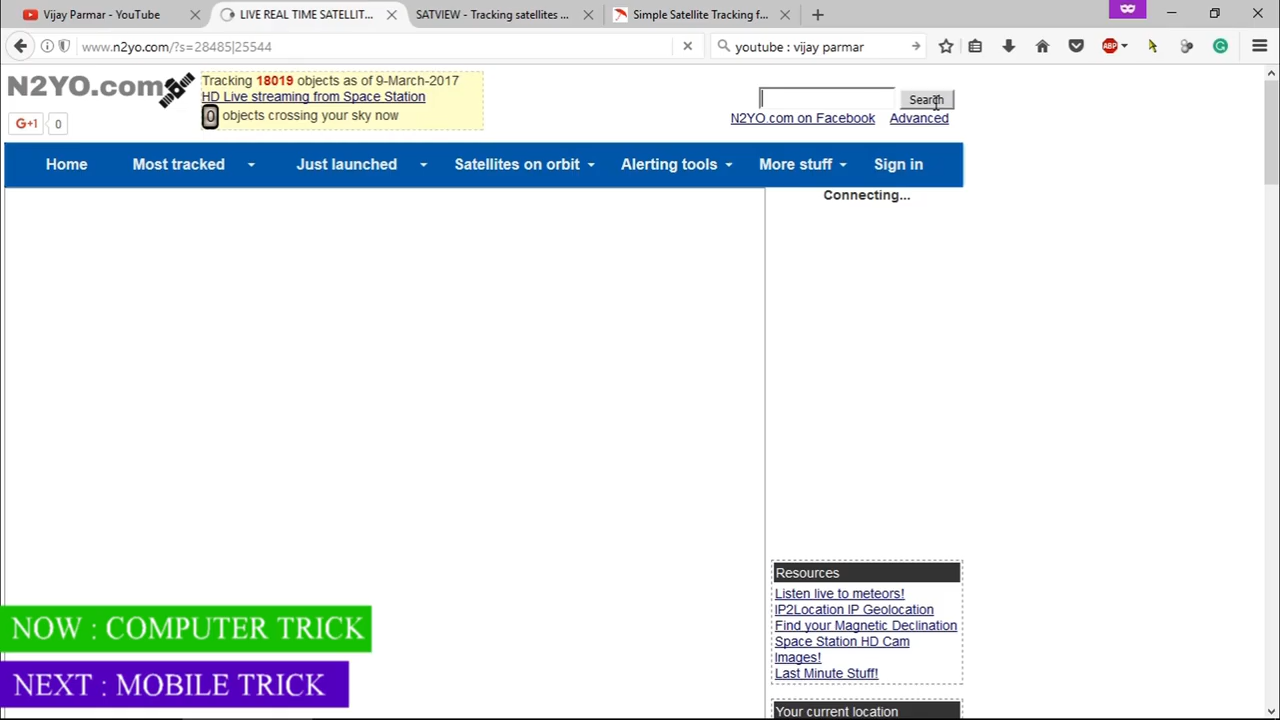 Vijay Parmar - YouTube
LIVE REAL TIME SATELLIT...
SATVIEW - Tracking satellites ...
Simple Satellite Tracking f...
www.n2yo.com/?s=28485|25544
youtube : vijay parmar
ABP
N2YO.com
Tracking 18019 objects as of 9-March-2017
HD Live streaming from Space Station
0 objects crossing your sky now
G+1 0
Search
N2YO.com on Facebook
Advanced
Home
Most tracked
Just launched
Satellites on orbit
Alerting tools
More stuff
Sign in
Connecting...
Resources
Listen live to meteors!
IP2Location IP Geolocation
Find your Magnetic Declination
Space Station HD Cam
Images!
Last Minute Stuff!
Your current location
NOW : COMPUTER TRICK
NEXT : MOBILE TRICK